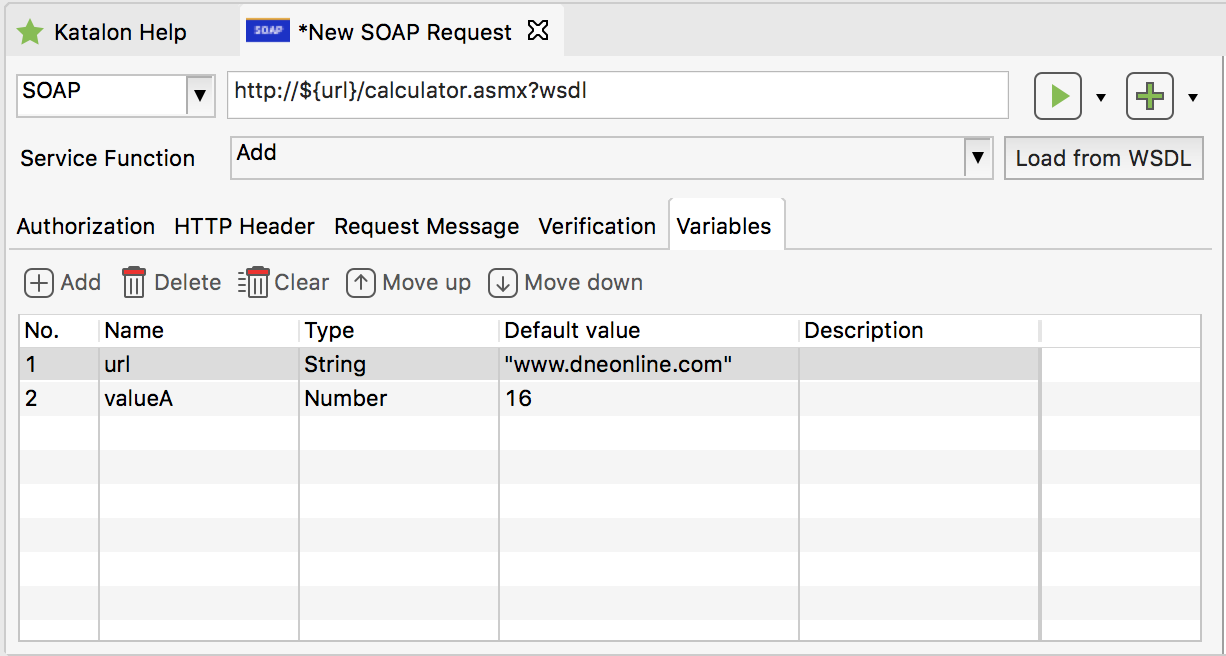 Katalon Help
SOAP *New SOAP Request
SOAP http://${url}/calculator.asmx?wsdl
Service Function Add Load from WSDL
Authorization HTTP Header Request Message Verification Variables
Add Delete Clear Move up Move down
No. Name Type Default value Description
1 url String "www.dneonline.com"
2 valueA Number 16